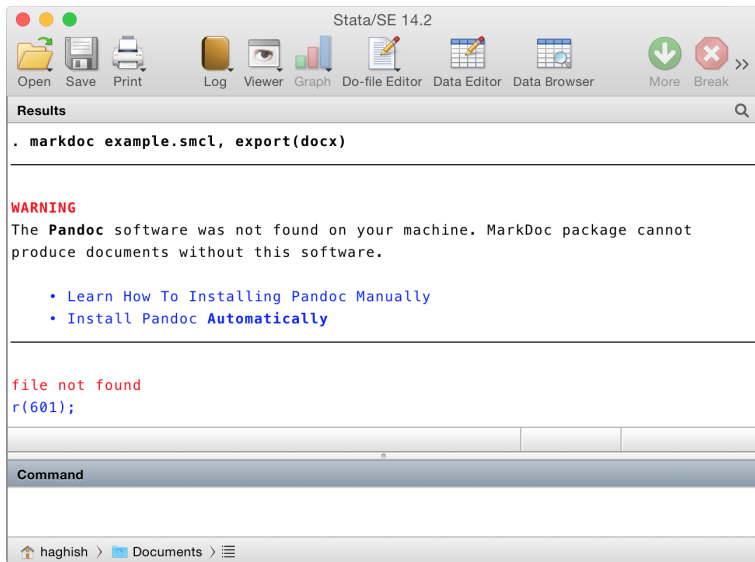 Stata/SE 14.2
Open Save Print Log Viewer Graph Do-file Editor Data Editor Data Browser More Break
Results
. markdoc example.smcl, export(docx)
WARNING
The Pandoc software was not found on your machine. MarkDoc package cannot
produce documents without this software.
• Learn How To Installing Pandoc Manually
• Install Pandoc Automatically
file not found
r(601);
Command
haghish 〉 Documents 〉